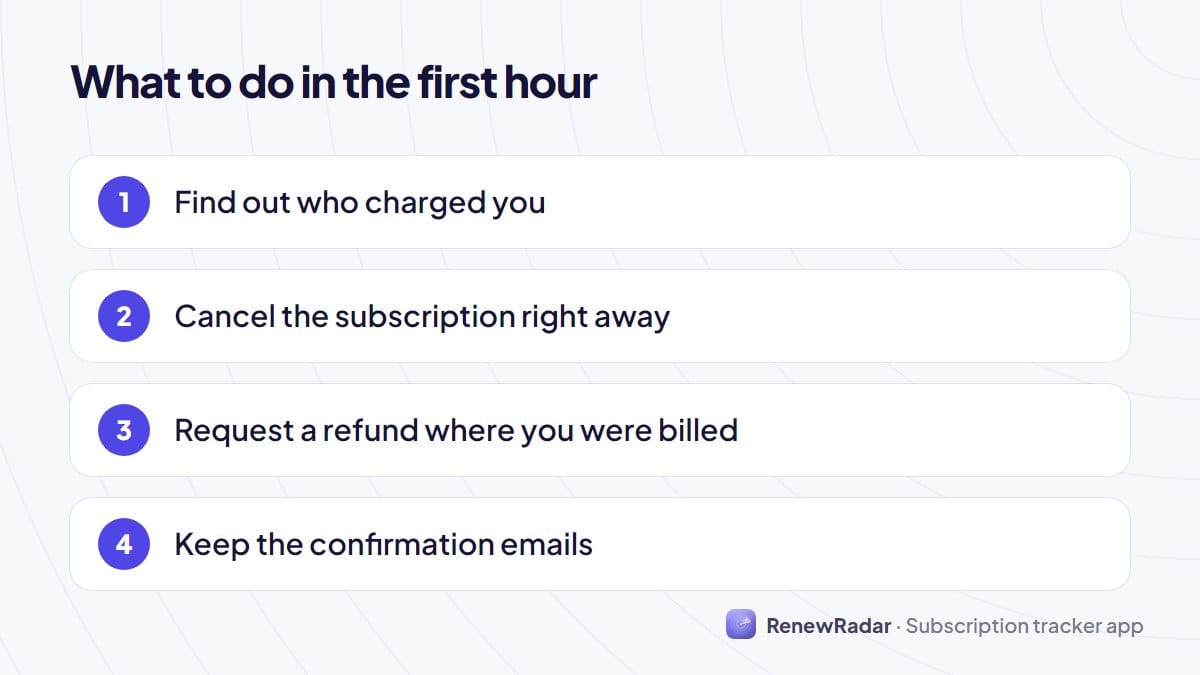 What to do in the first hour
1 Find out who charged you
2 Cancel the subscription right away
3 Request a refund where you were billed
4 Keep the confirmation emails
RenewRadar · Subscription tracker app